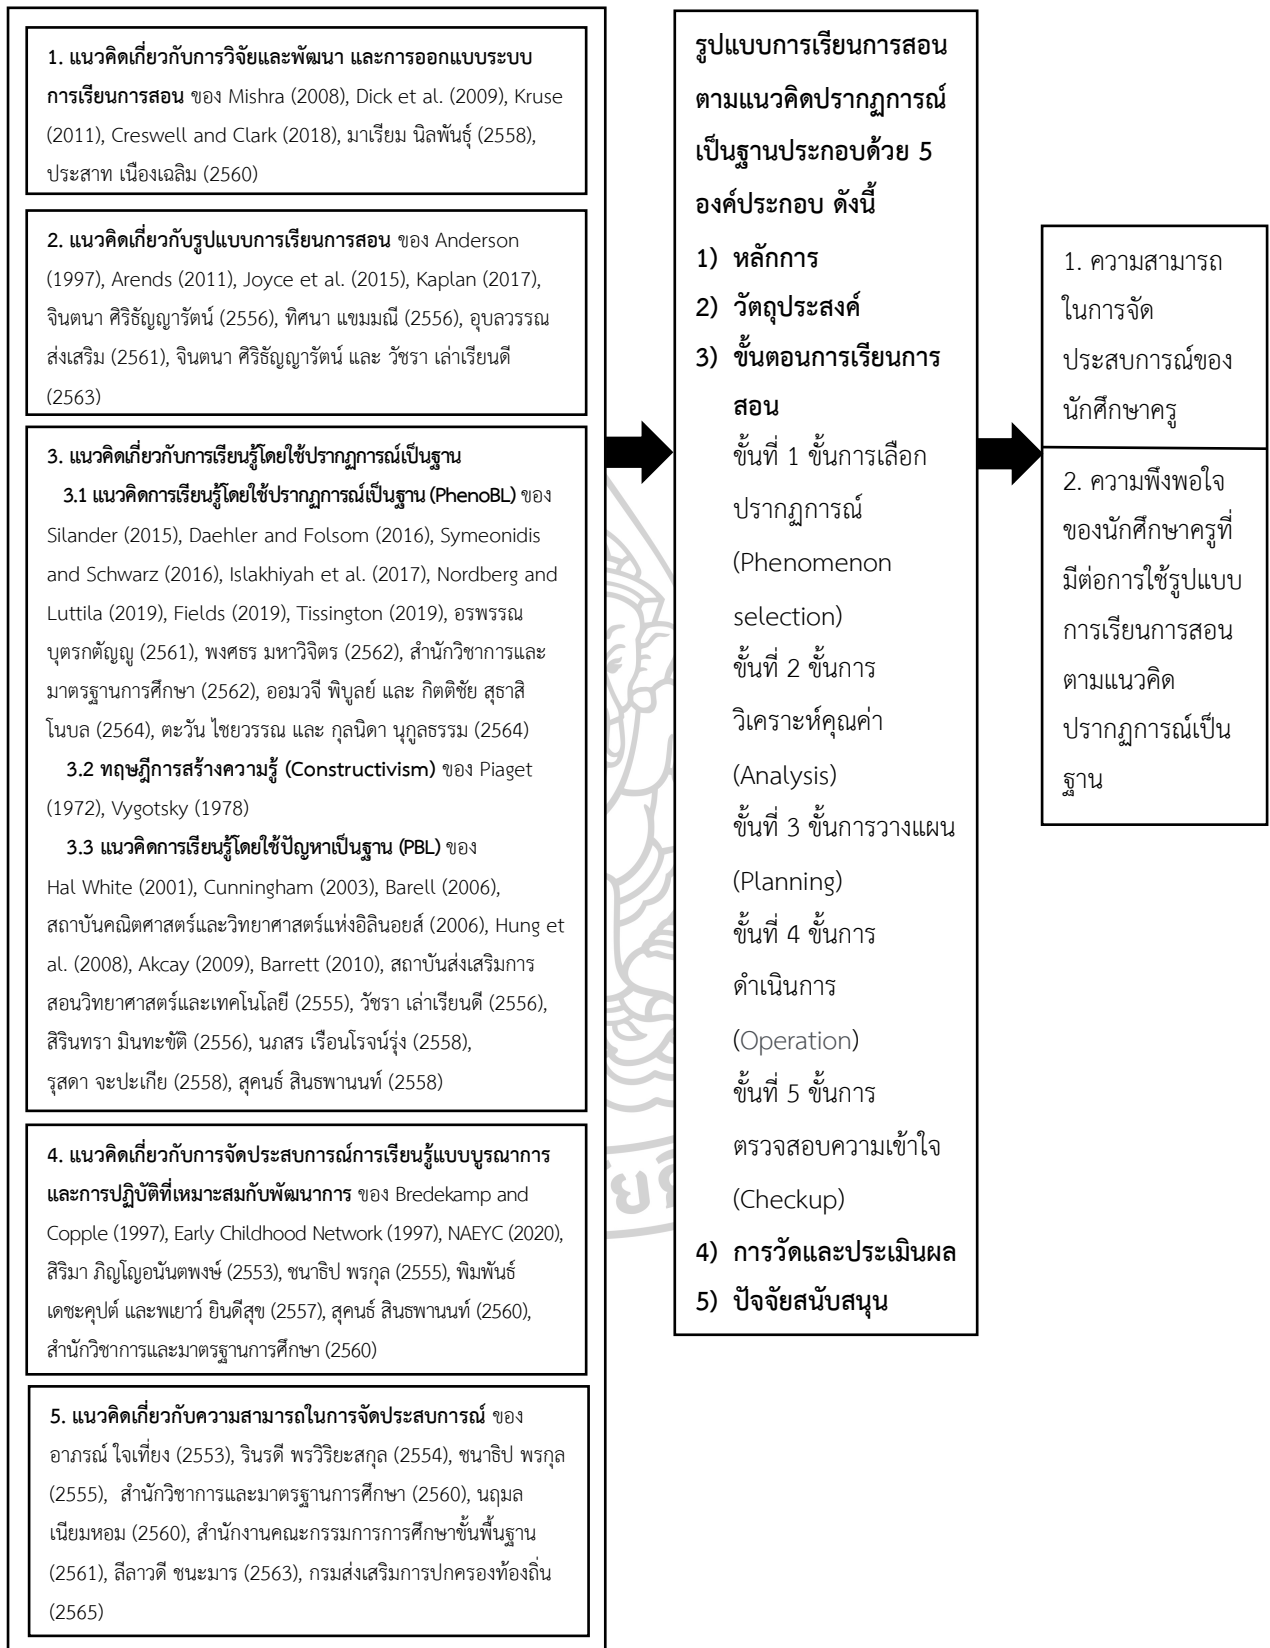 1. แนวคิดเกี่ยวกับการวิจัยและพัฒนา และการออกแบบระบบ
การเรียนการสอน ของ Mishra (2008), Dick et al. (2009), Kruse
(2011), Creswell and Clark (2018), มาเรียม นิลพันธุ์ (2558),
ประสาท เนืองเฉลิม (2560)
2. แนวคิดเกี่ยวกับรูปแบบการเรียนการสอน ของ Anderson
(1997), Arends (2011), Joyce et al. (2015), Kaplan (2017),
จินตนา ศิริธัญญารัตน์ (2556), ทิศนา แขมมณี (2556), อุบลวรรณ
ส่งเสริม (2561), จินตนา ศิริธัญญารัตน์ และ วัชรา เล่าเรียนดี
(2563)
3. แนวคิดเกี่ยวกับการเรียนรู้โดยใช้ปรากฏการณ์เป็นฐาน
3.1 แนวคิดการเรียนรู้โดยใช้ปรากฏการณ์เป็นฐาน (PhenoBL) ของ
Silander (2015), Daehler and Folsom (2016), Symeonidis
and Schwarz (2016), Islakhiyah et al. (2017), Nordberg and
Luttila (2019), Fields (2019), Tissington (2019), อรพรรณ
บุตรกตัญญู (2561), พงศธร มหาวิจิตร (2562), สำนักวิชาการและ
มาตรฐานการศึกษา (2562), ออมวจี พิบูลย์ และ กิตติชัย สุธาสิ
โนบล (2564), ตะวัน ไชยวรรณ และ กุลนิดา นุกูลธรรม (2564)
3.2 ทฤษฎีการสร้างความรู้ (Constructivism) ของ Piaget
(1972), Vygotsky (1978)
3.3 แนวคิดการเรียนรู้โดยใช้ปัญหาเป็นฐาน (PBL) ของ
Hal White (2001), Cunningham (2003), Barell (2006),
สถาบันคณิตศาสตร์และวิทยาศาสตร์แห่งอิลินอยส์ (2006), Hung et
al. (2008), Akcay (2009), Barrett (2010), สถาบันส่งเสริมการ
สอนวิทยาศาสตร์และเทคโนโลยี (2555), วัชรา เล่าเรียนดี (2556),
สิรินทรา มินทะขัติ (2556), นภสร เรือนโรจน์รุ่ง (2558),
รุสดา จะปะเกีย (2558), สุคนธ์ สินธพานนท์ (2558)
4. แนวคิดเกี่ยวกับการจัดประสบการณ์การเรียนรู้แบบบูรณาการ
และการปฏิบัติที่เหมาะสมกับพัฒนาการ ของ Bredekamp and
Copple (1997), Early Childhood Network (1997), NAEYC (2020),
สิริมา ภิญโญอนันตพงษ์ (2553), ชนาธิป พรกุล (2555), พิมพันธ์
เดชะคุปต์ และพเยาว์ ยินดีสุข (2557), สุคนธ์ สินธพานนท์ (2560),
สำนักวิชาการและมาตรฐานการศึกษา (2560)
5. แนวคิดเกี่ยวกับความสามารถในการจัดประสบการณ์ ของ
อาภรณ์ ใจเที่ยง (2553), รินรดี พรวิริยะสกุล (2554), ชนาธิป พรกุล
(2555), สำนักวิชาการและมาตรฐานการศึกษา (2560), นฤมล
เนียมหอม (2560), สำนักงานคณะกรรมการการศึกษาขั้นพื้นฐาน
(2561), ลีลาวดี ชนะมาร (2563), กรมส่งเสริมการปกครองท้องถิ่น
(2565)
รูปแบบการเรียนการสอน
ตามแนวคิดปรากฏการณ์
เป็นฐานประกอบด้วย 5
องค์ประกอบ ดังนี้
1) หลักการ
2) วัตถุประสงค์
3) ขั้นตอนการเรียนการ
สอน
ขั้นที่ 1 ขั้นการเลือก
ปรากฏการณ์
(Phenomenon
selection)
ขั้นที่ 2 ขั้นการ
วิเคราะห์คุณค่า
(Analysis)
ขั้นที่ 3 ขั้นการวางแผน
(Planning)
ขั้นที่ 4 ขั้นการ
ดำเนินการ
(Operation)
ขั้นที่ 5 ขั้นการ
ตรวจสอบความเข้าใจ
(Checkup)
4) การวัดและประเมินผล
5) ปัจจัยสนับสนุน
1. ความสามารถ
ในการจัด
ประสบการณ์ของ
นักศึกษาครู
2. ความพึงพอใจ
ของนักศึกษาครูที่
มีต่อการใช้รูปแบบ
การเรียนการสอน
ตามแนวคิด
ปรากฏการณ์เป็น
ฐาน